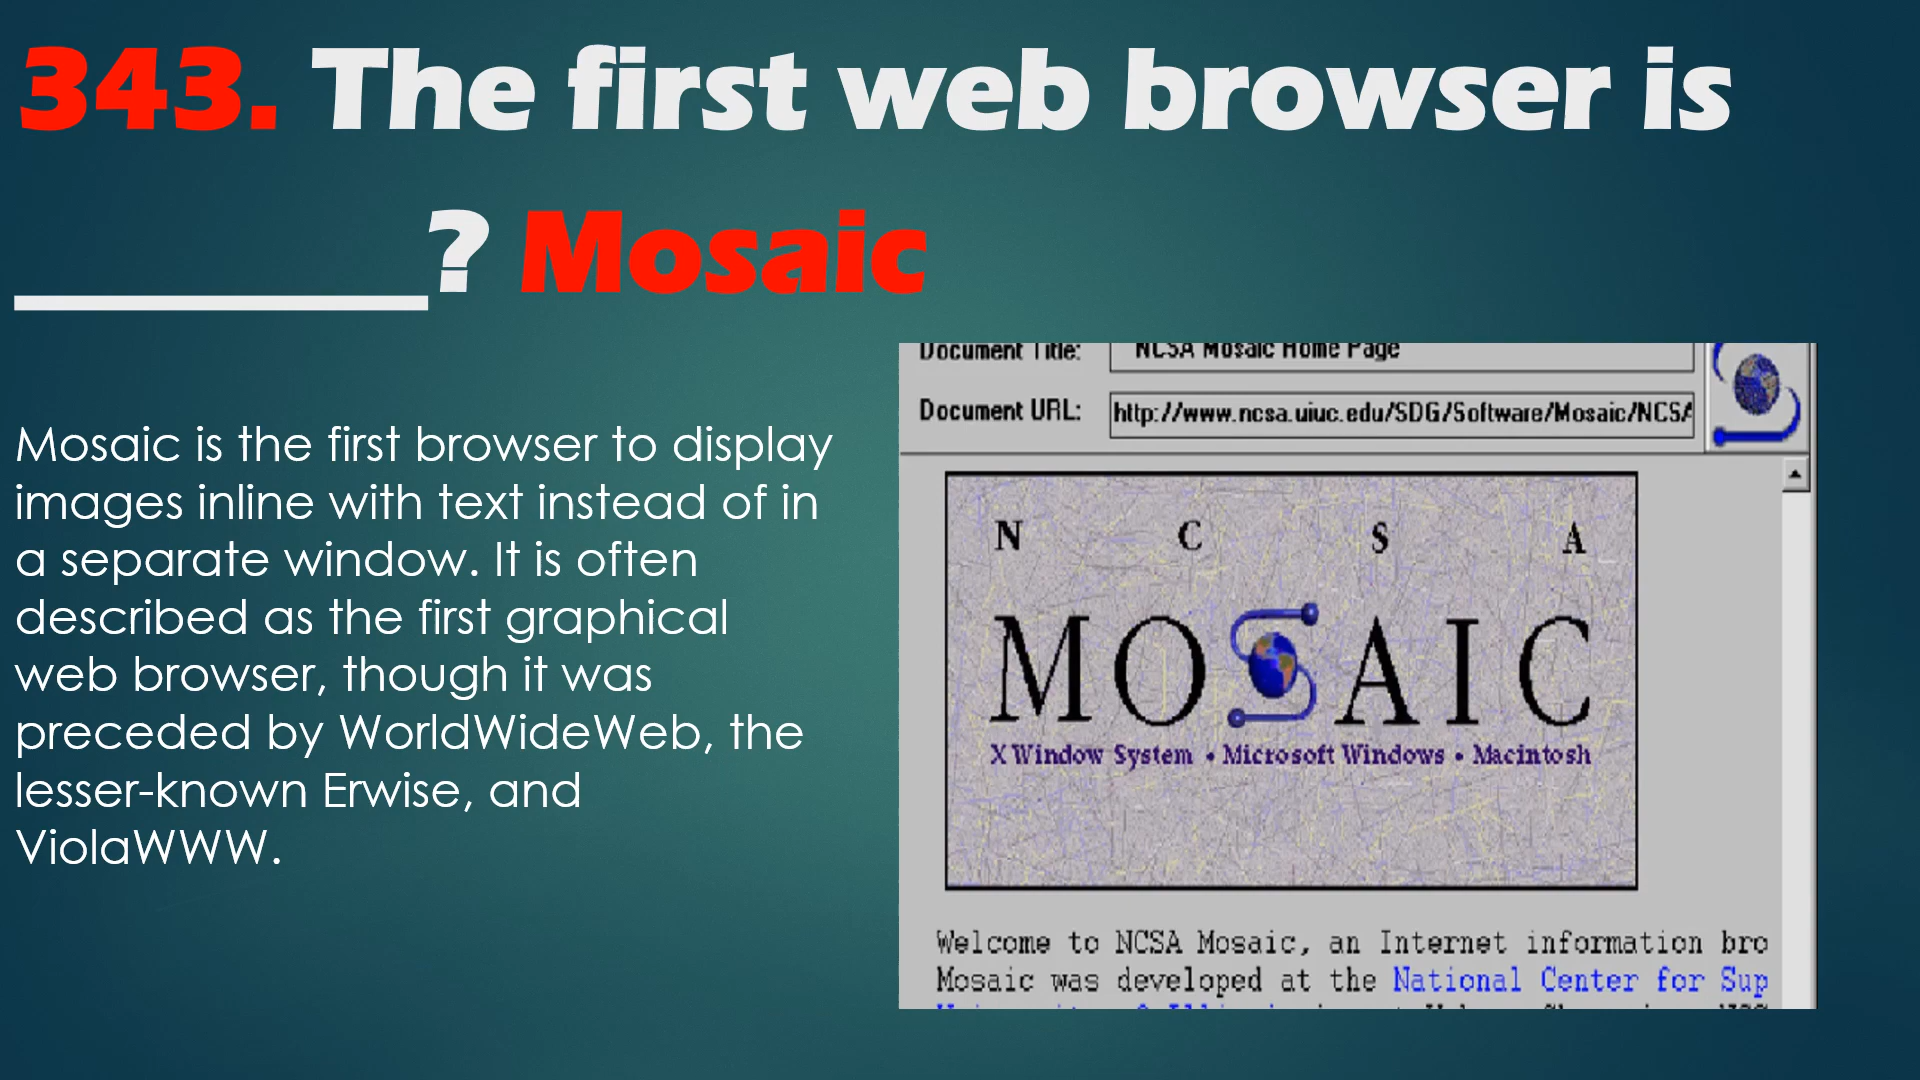 343. The first web browser is
________? Mosaic
Mosaic is the first browser to display
images inline with text instead of in
a separate window. It is often
described as the first graphical
web browser, though it was
preceded by WorldWideWeb, the
lesser-known Erwise, and
ViolaWWW.
Document Title: NCSA Mosaic Home Page
Document URL: http://www.ncsa.uiuc.edu/SDG/Software/Mosaic/NCSA
N C S A
MOSAIC
X Window System • Microsoft Windows • Macintosh
Welcome to NCSA Mosaic, an Internet information bro
Mosaic was developed at the National Center for Sup